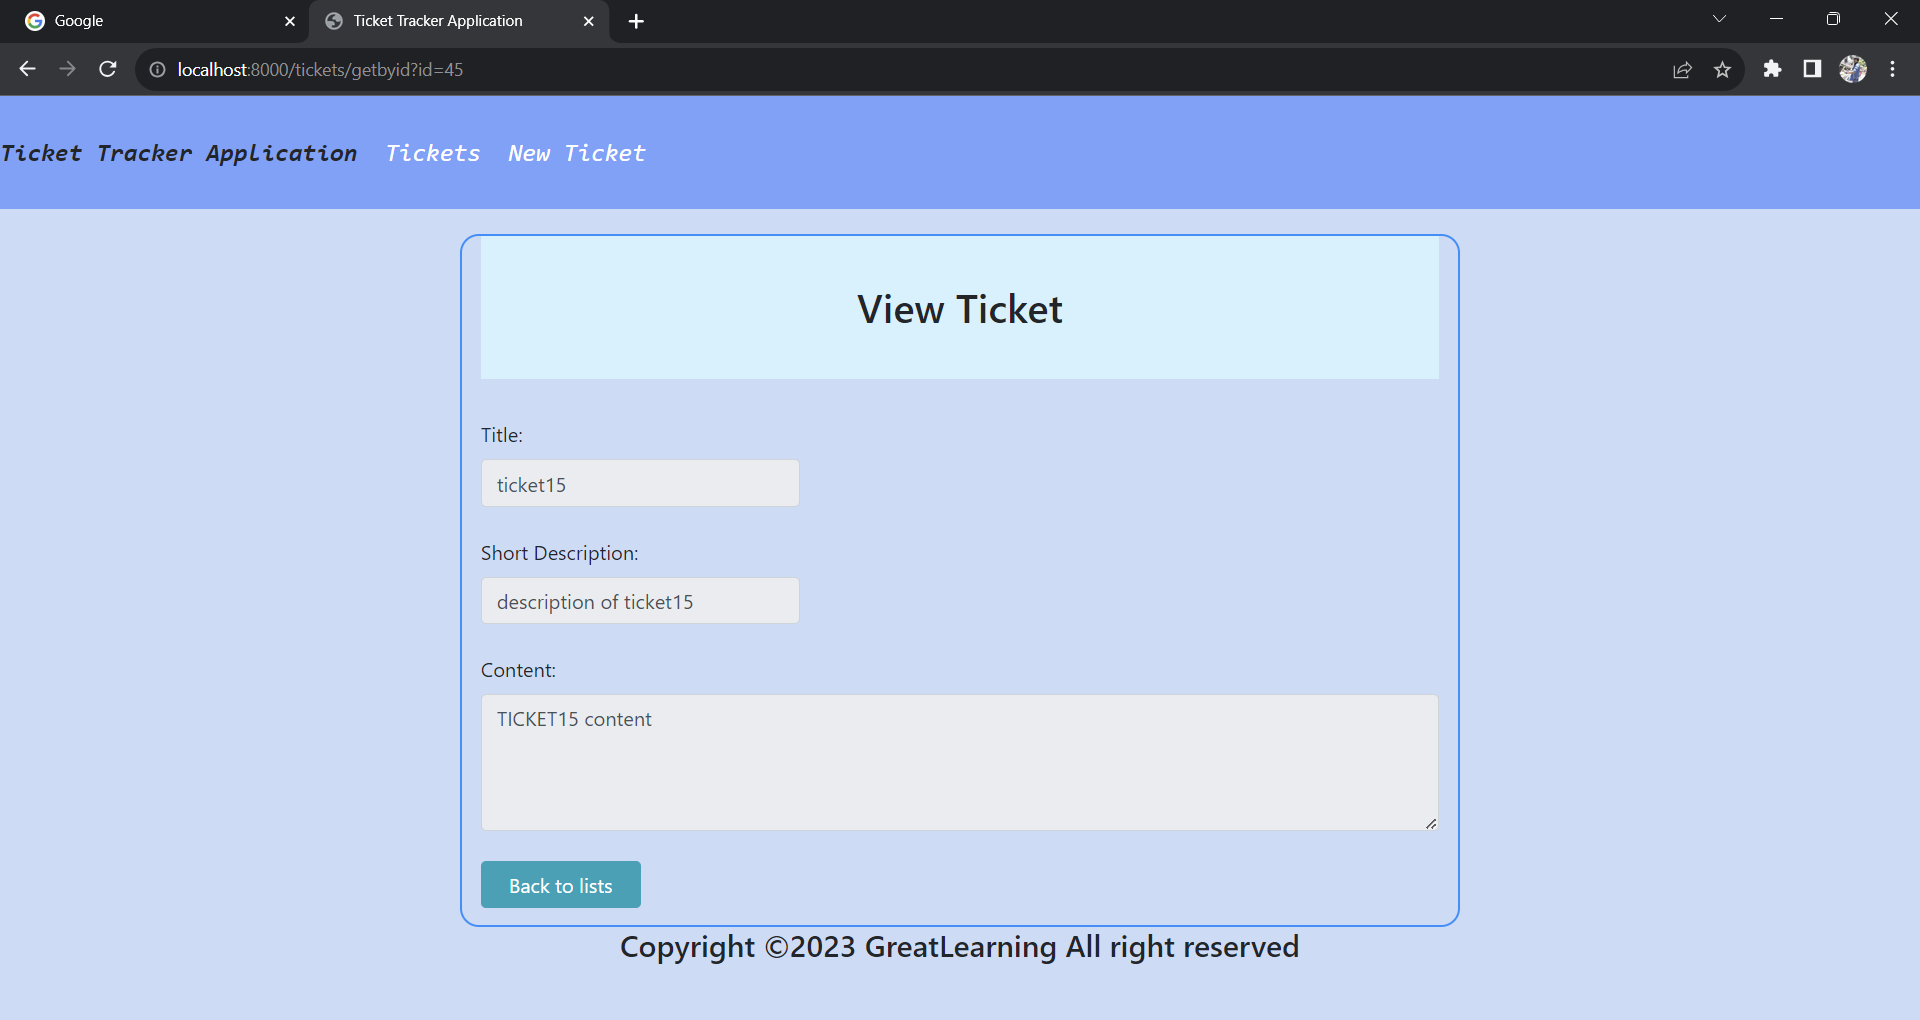 Google
Ticket Tracker Application
localhost:8000/tickets/getbyid?id=45
Ticket Tracker Application Tickets New Ticket
View Ticket
Title:
ticket15
Short Description:
description of ticket15
Content:
TICKET15 content
Back to lists
Copyright ©2023 GreatLearning All right reserved